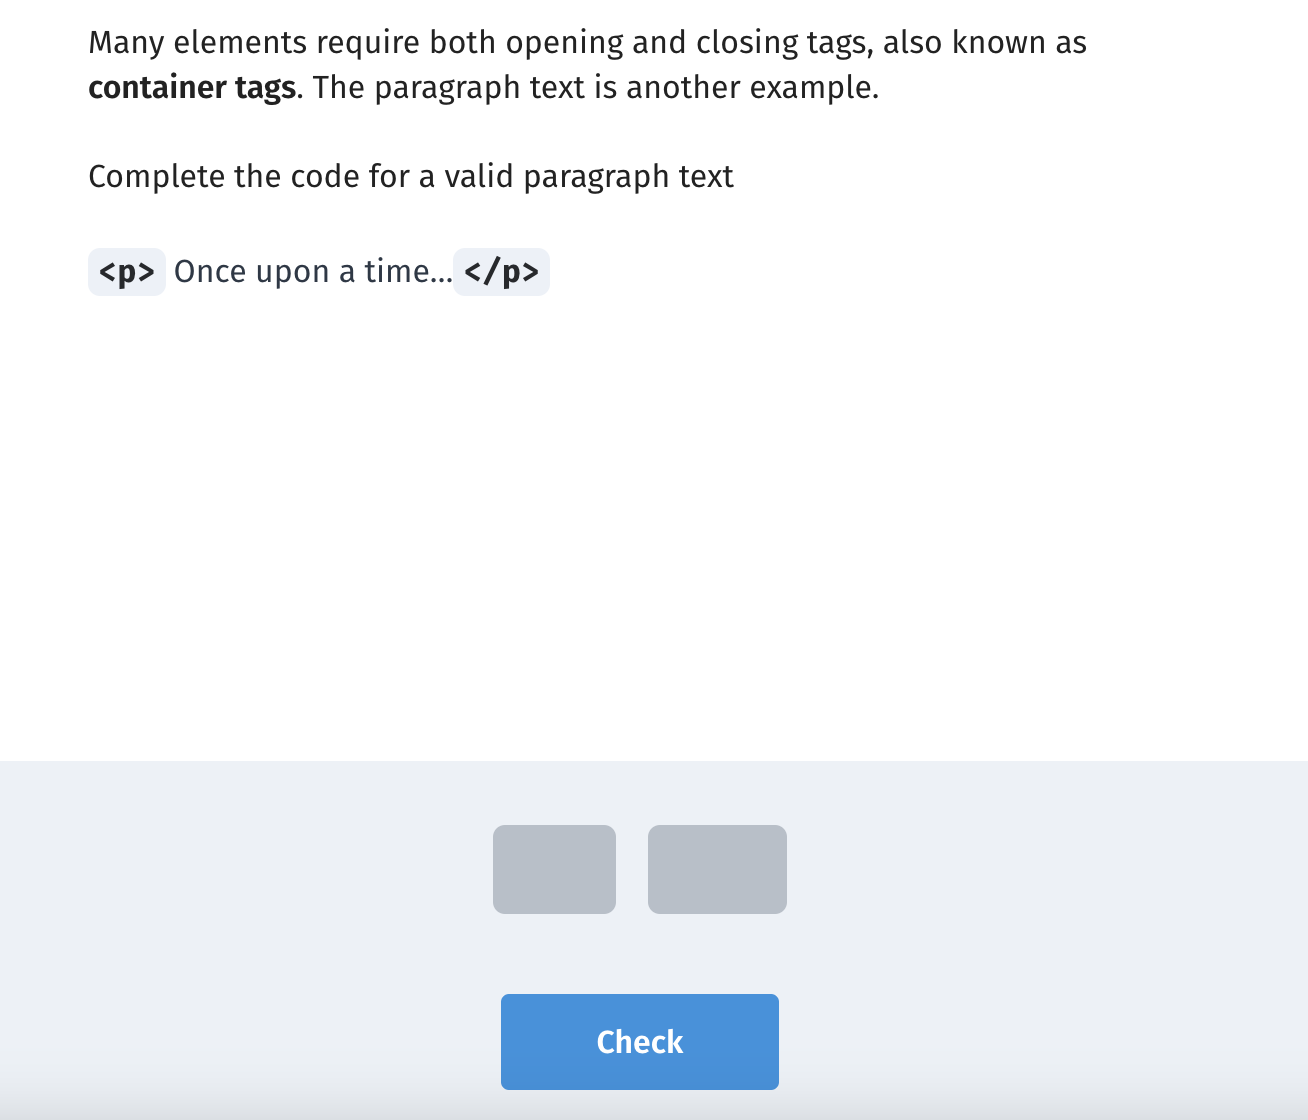 Many elements require both opening and closing tags, also known as
container tags. The paragraph text is another example.
Complete the code for a valid paragraph text
<p> Once upon a time...</p>
Check